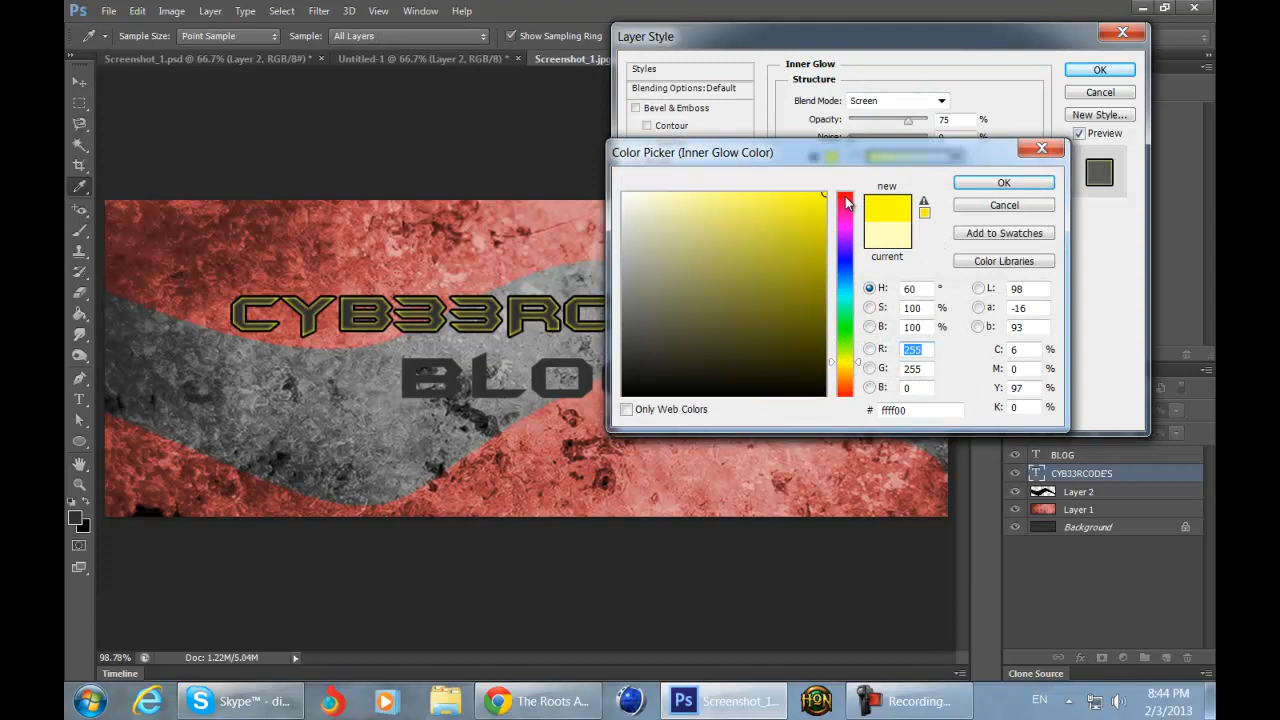 Ps File Edit Image Layer Type Select Filter 3D View Window Help
Sample Size: Point Sample Sample: All Layers Show Sampling Ring
Screenshot_1.psd @ 66.7% (Layer 2, RGB/8#) * × Untitled-1 @ 66.7% (Layer 2, RGB/8) * × Screenshot_1.jpg
Layer Style
Styles
Blending Options:Default
Bevel & Emboss
Contour
Inner Glow
Structure
Blend Mode: Screen
Opacity: 75 %
OK
Cancel
New Style...
Preview
Color Picker (Inner Glow Color)
new
current
OK
Cancel
Add to Swatches
Color Libraries
H: 60 °
S: 100 %
B: 100 %
R: 255
G: 255
B: 0
# ffff00
L: 98
a: -16
b: 93
C: 6 %
M: 0 %
Y: 97 %
K: 0 %
Only Web Colors
CYB33RC
BLO
T BLOG
T CYB33RCODE'S
Layer 2
Layer 1
Background
fx
98.78% Doc: 1.22M/5.04M
Timeline
Clone Source
Skype™ - di...
The Roots A...
Ps Screenshot_1...
HON
Recording...
EN
8:44 PM
2/3/2013